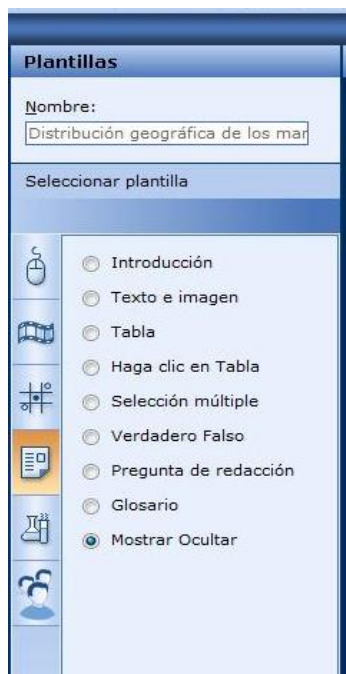 Plantillas
Nombre:
Distribución geográfica de los mar
Seleccionar plantilla
Introducción
Texto e imagen
Tabla
Haga clic en Tabla
Selección múltiple
Verdadero Falso
Pregunta de redacción
Glosario
Mostrar Ocultar